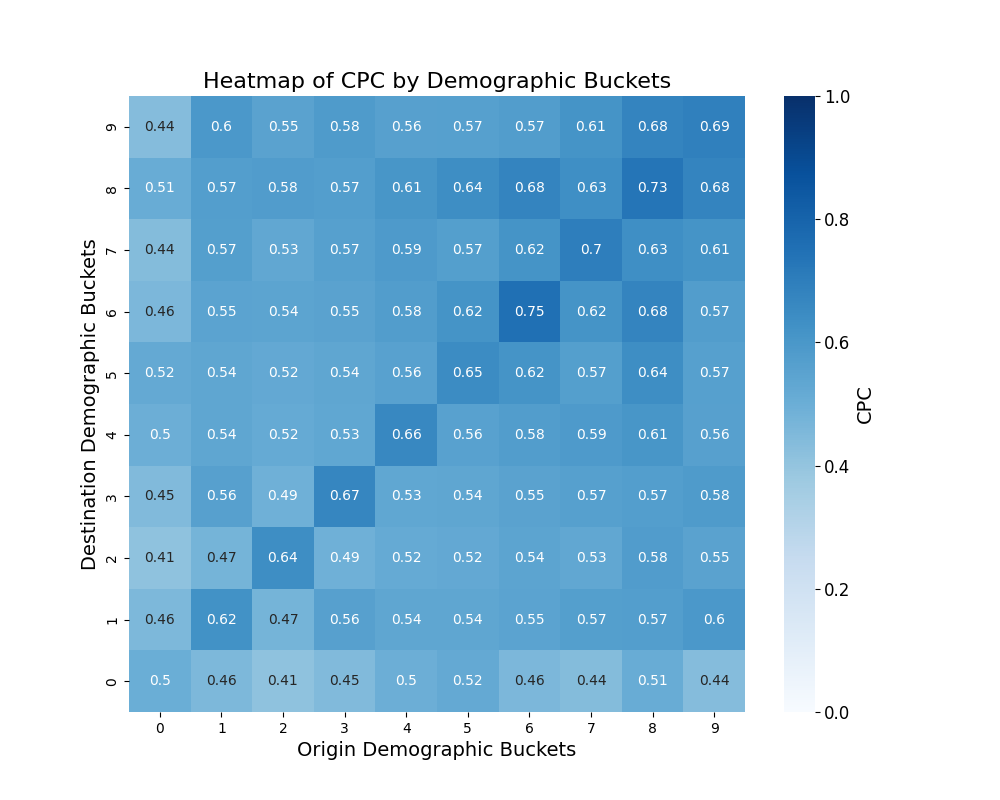 Heatmap of CPC by Demographic Buckets
9 0.44 0.6 0.55 0.58 0.56 0.57 0.57 0.61 0.68 0.69
8 0.51 0.57 0.58 0.57 0.61 0.64 0.68 0.63 0.73 0.68
7 0.44 0.57 0.53 0.57 0.59 0.57 0.62 0.7 0.63 0.61
6 0.46 0.55 0.54 0.55 0.58 0.62 0.75 0.62 0.68 0.57
5 0.52 0.54 0.52 0.54 0.56 0.65 0.62 0.57 0.64 0.57
4 0.5 0.54 0.52 0.53 0.66 0.56 0.58 0.59 0.61 0.56
3 0.45 0.56 0.49 0.67 0.53 0.54 0.55 0.57 0.57 0.58
2 0.41 0.47 0.64 0.49 0.52 0.52 0.54 0.53 0.58 0.55
1 0.46 0.62 0.47 0.56 0.54 0.54 0.55 0.57 0.57 0.6
0 0.5 0.46 0.41 0.45 0.5 0.52 0.46 0.44 0.51 0.44
0 1 2 3 4 5 6 7 8 9
Origin Demographic Buckets
Destination Demographic Buckets
1.0
0.8
0.6
0.4
0.2
0.0
CPC